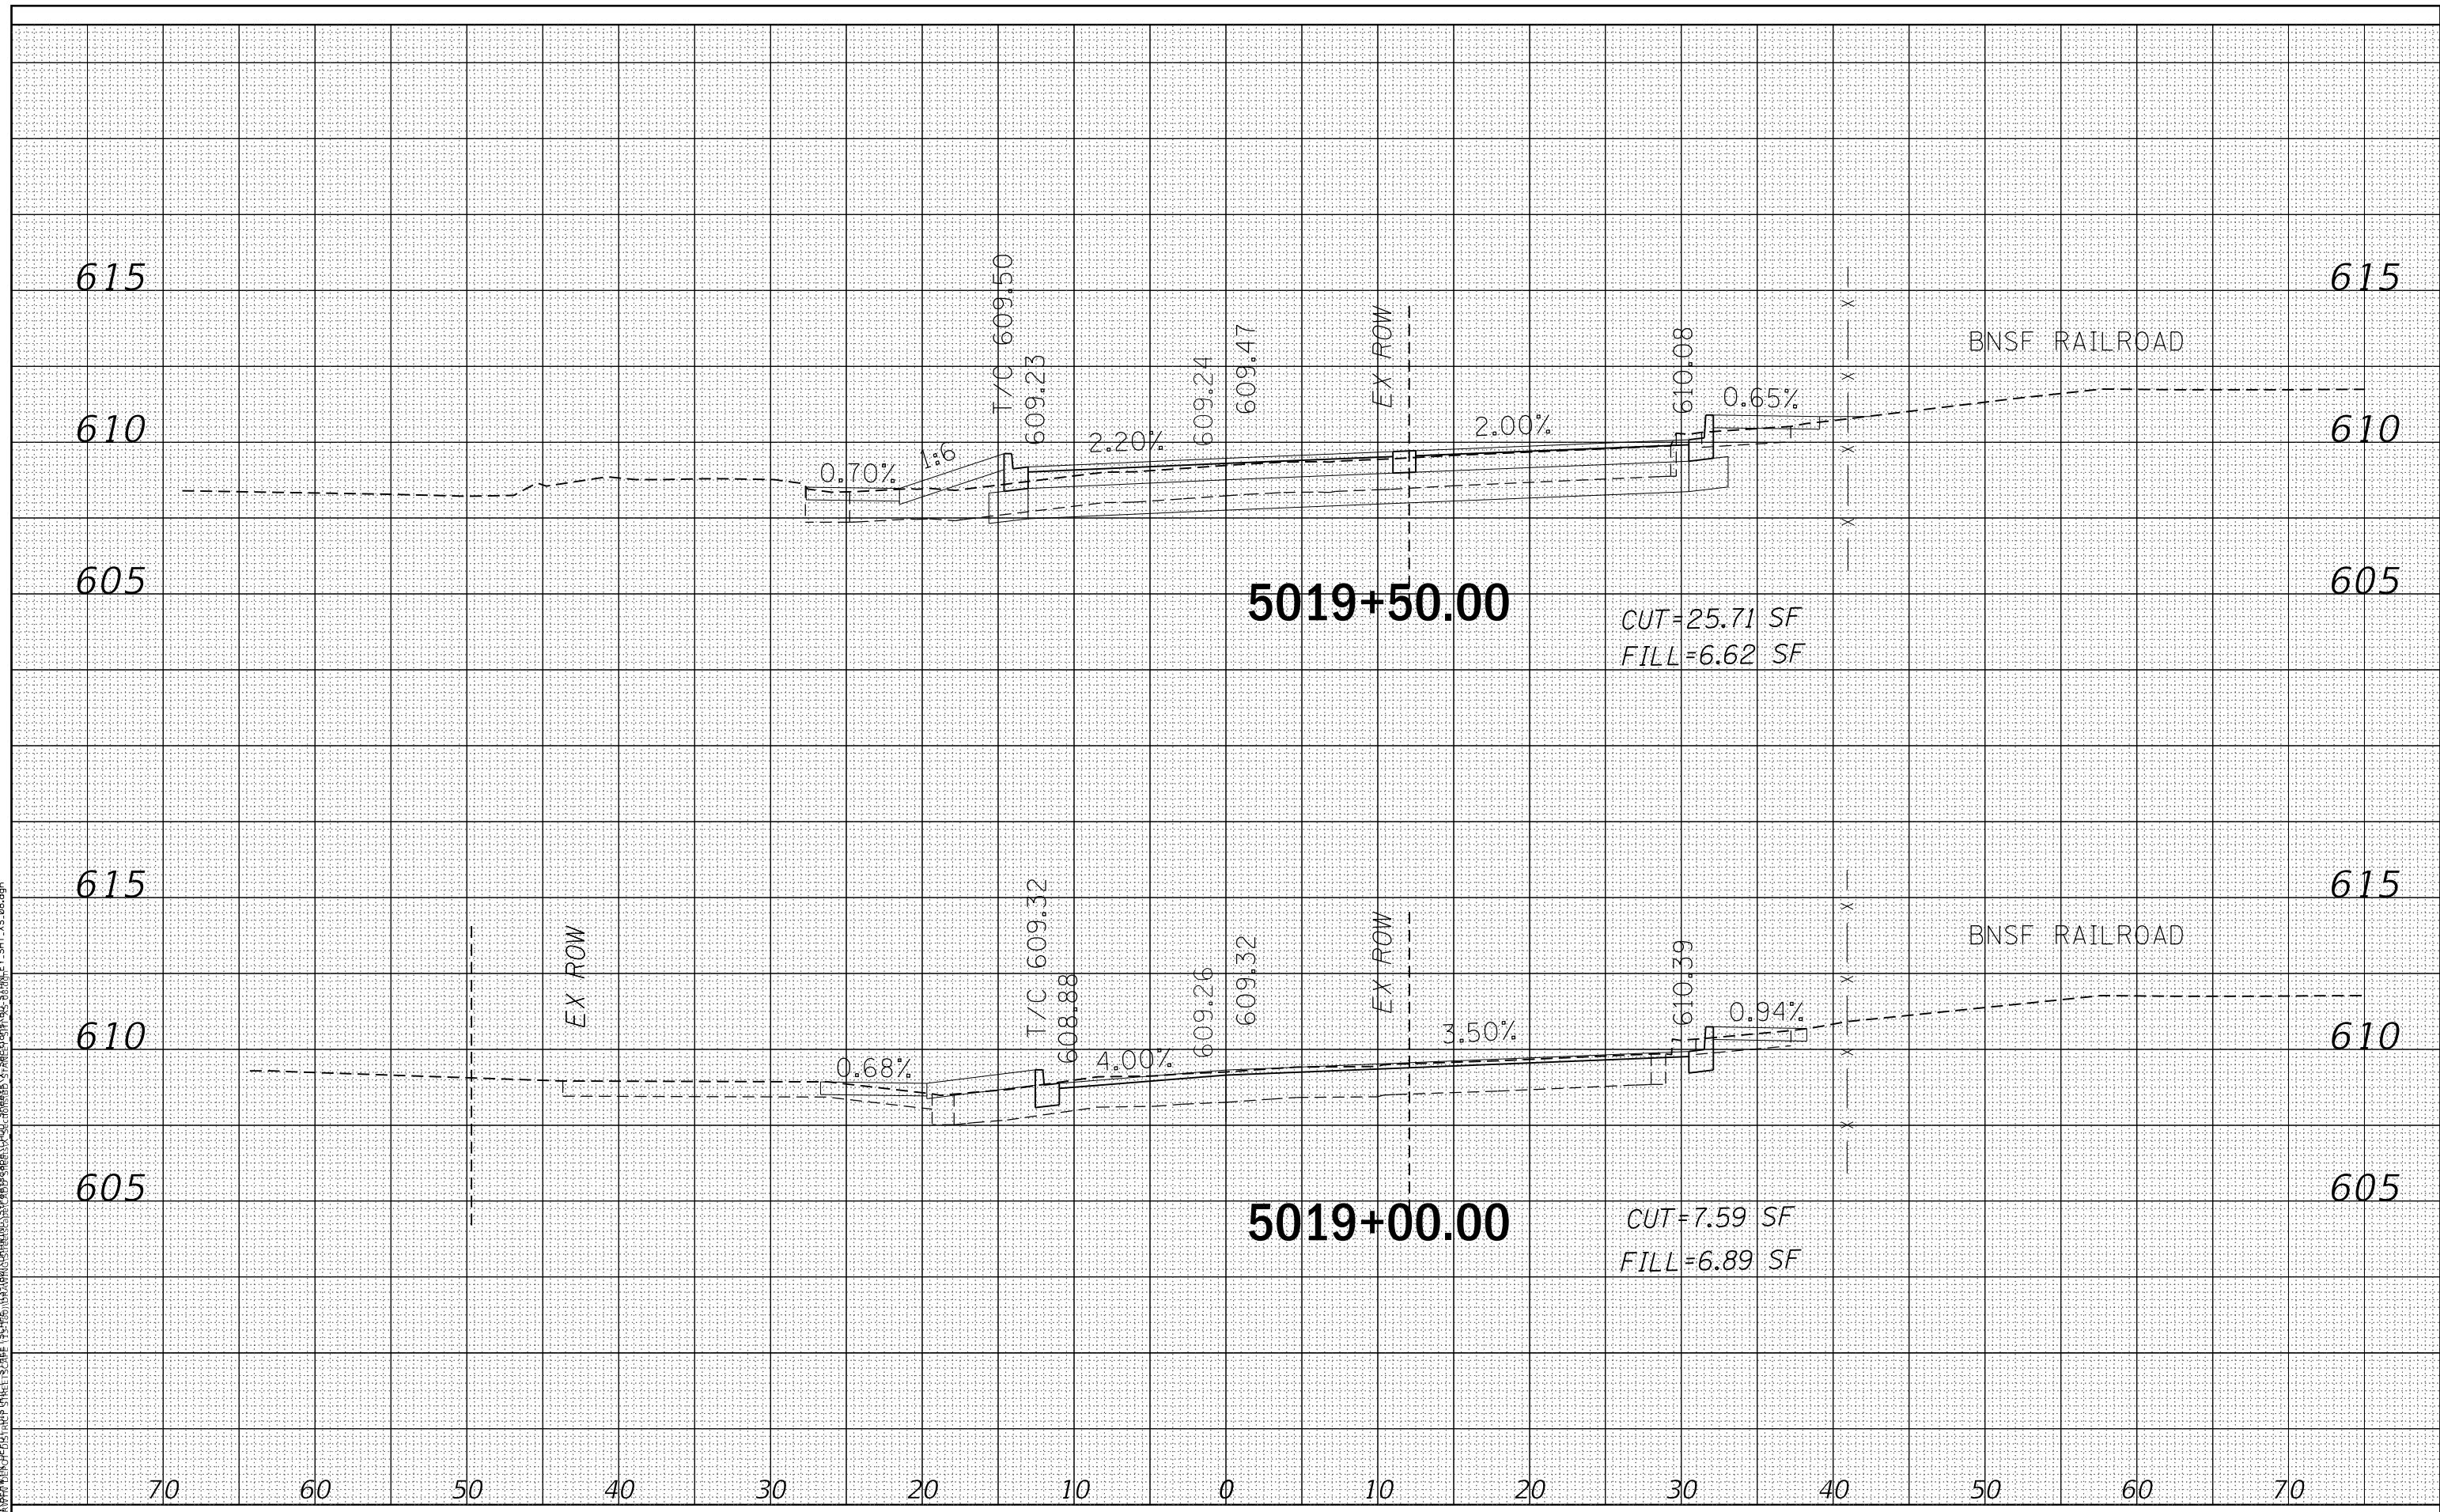 615
T/C 609.50
609.23
609.24
609.47
EX ROW
610.08
BNSF RAILROAD
615
610
0.70%
1:6
2.20%
2.00%
0.65%
610
605
5019+50.00
CUT=25.71 SF
FILL=6.62 SF
605
615
EX ROW
T/C 609.32
608.88
609.26
609.32
EX ROW
610.39
BNSF RAILROAD
615
610
0.68%
4.00%
3.50%
0.94%
610
605
5019+00.00
CUT=7.59 SF
FILL=6.89 SF
605
70 60 50 40 30 20 10 0 10 20 30 40 50 60 70